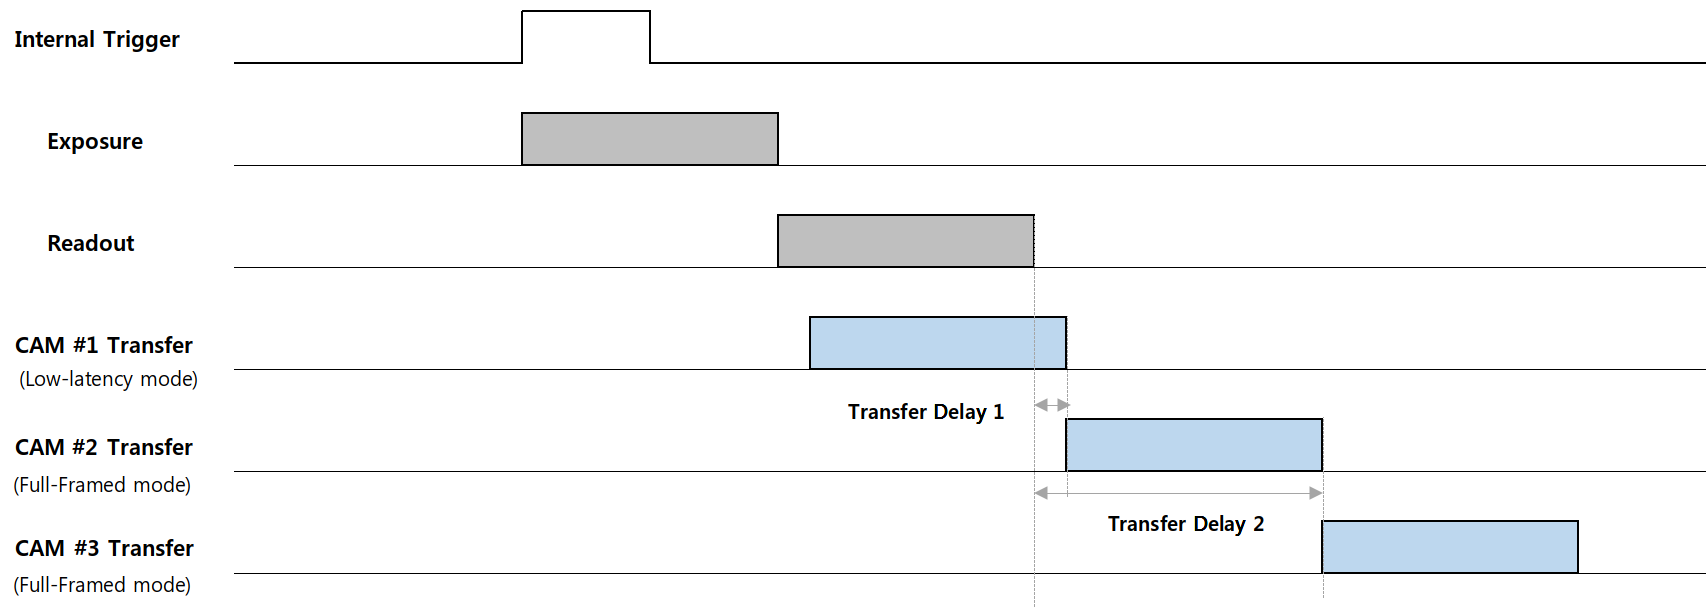 Internal Trigger
Exposure
Readout
CAM #1 Transfer
(Low-latency mode)
Transfer Delay 1
CAM #2 Transfer
(Full-Framed mode)
Transfer Delay 2
CAM #3 Transfer
(Full-Framed mode)